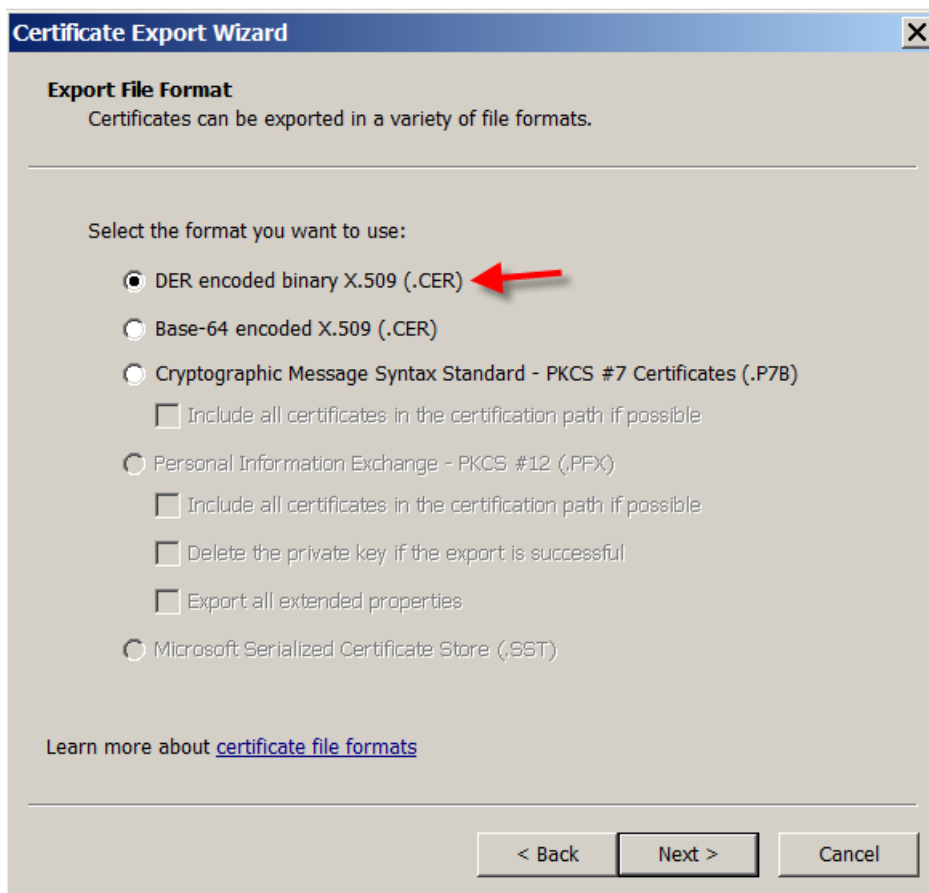 Certificate Export Wizard
Export File Format
Certificates can be exported in a variety of file formats.
Select the format you want to use:
DER encoded binary X.509 (.CER)
Base-64 encoded X.509 (.CER)
Cryptographic Message Syntax Standard - PKCS #7 Certificates (.P7B)
Include all certificates in the certification path if possible
Personal Information Exchange - PKCS #12 (.PFX)
Include all certificates in the certification path if possible
Delete the private key if the export is successful
Export all extended properties
Microsoft Serialized Certificate Store (.SST)
Learn more about certificate file formats
< Back Next > Cancel